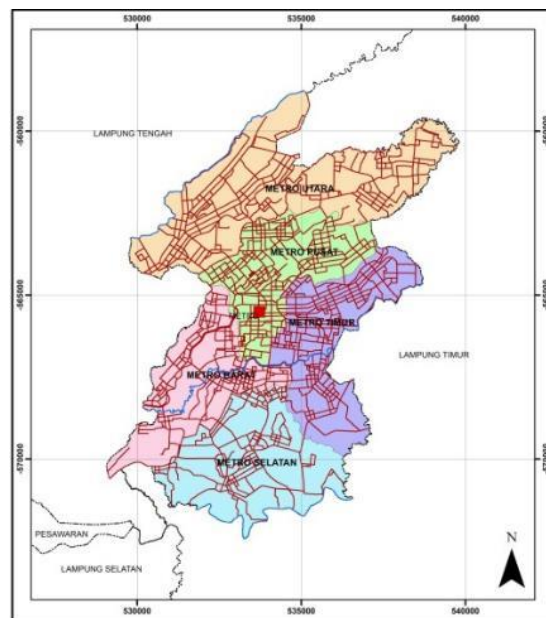 530000
535000
540000
560000
560000
LAMPUNG TENGAH
METRO UTARA
METRO PUSAT
565000
METRO TIMUR
LAMPUNG TIMUR
METRO BARAT
570000
METRO SELATAN
PESAWARAN
LAMPUNG SELATAN
N
530000
535000
540000